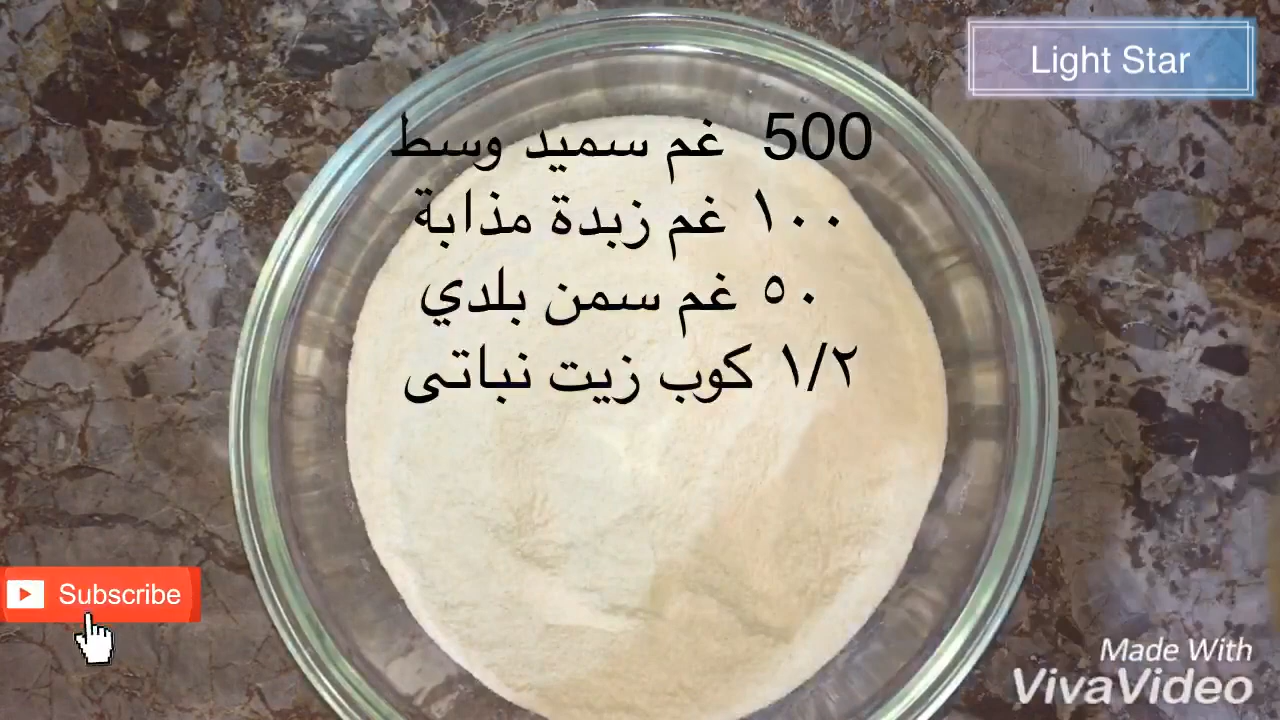 Light Star
500 غم سميد وسط
١٠٠ غم زبدة مذابة
٥٠ غم سمن بلدي
١/٢ كوب زيت نباتى
Subscribe
Made With
VivaVideo